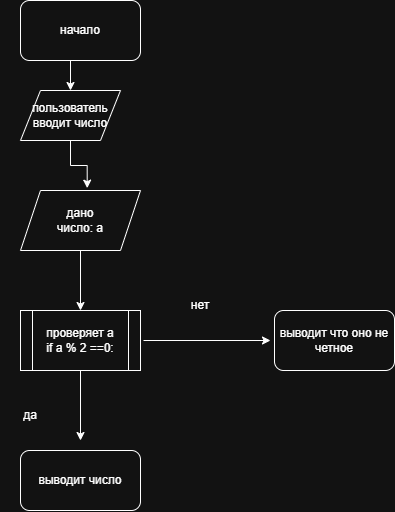 начало
пользователь
вводит число
дано
число: а
проверяет а
if a % 2 ==0:
нет
выводит что оно не
четное
да
выводит число